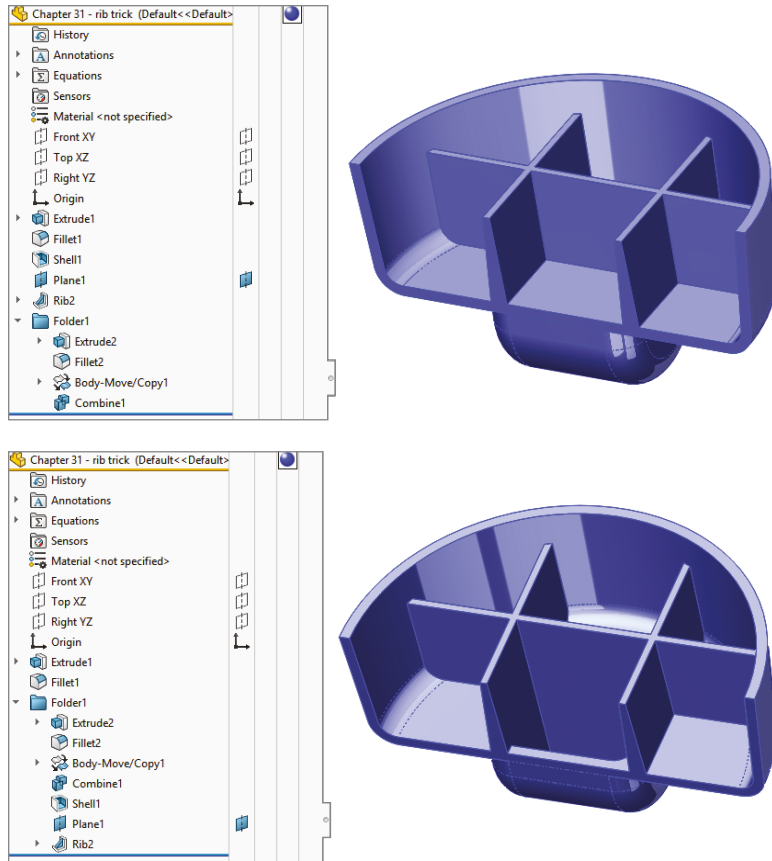 Chapter 31 - rib trick (Default<<Default>
History
Annotations
Equations
Sensors
Material <not specified>
Front XY
Top XZ
Right YZ
Origin
Extrude1
Fillet1
Shell1
Plane1
Rib2
Folder1
Extrude2
Fillet2
Body-Move/Copy1
Combine1
Chapter 31 - rib trick (Default<<Default>
History
Annotations
Equations
Sensors
Material <not specified>
Front XY
Top XZ
Right YZ
Origin
Extrude1
Fillet1
Folder1
Extrude2
Fillet2
Body-Move/Copy1
Combine1
Shell1
Plane1
Rib2